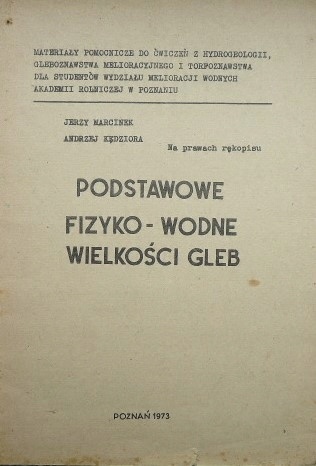 MATERIAŁY POMOCNICZE DO ĆWICZEŃ Z HYDROGEOLOGII,
GLEBOZNAWSTWA MELIORACYJNEGO I TORFOZNAWSTWA
DLA STUDENTÓW WYDZIAŁU MELIORACJI WODNYCH
AKADEMII ROLNICZEJ W POZNANIU
JERZY MARCINEK
ANDRZEJ KĘDZIORA
Na prawach rękopisu
PODSTAWOWE
FIZYKO - WODNE
WIELKOŚCI GLEB
POZNAŃ 1973